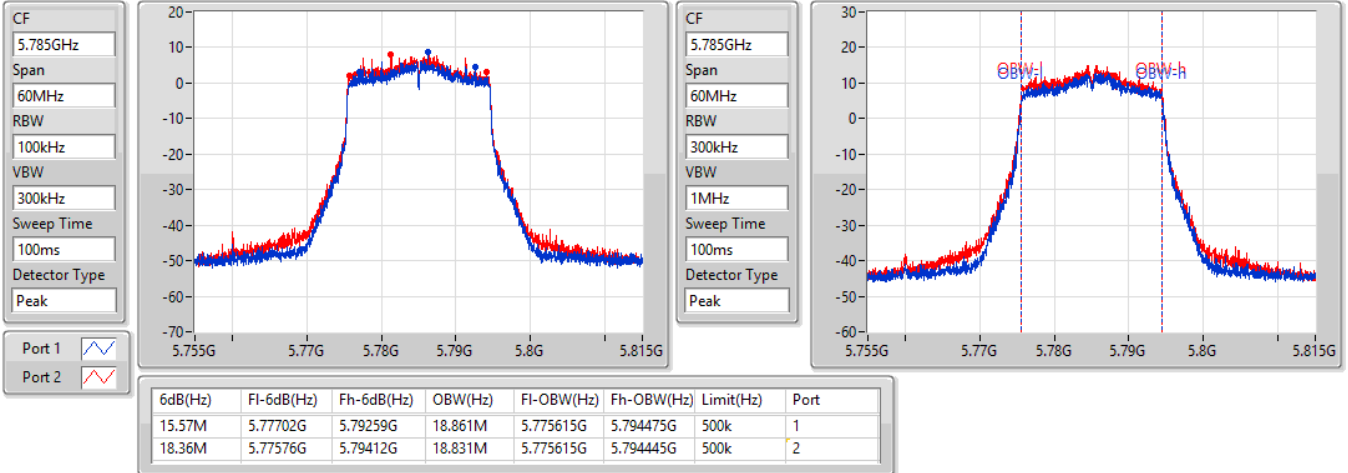 CF
5.785GHz
Span
60MHz
RBW
100kHz
VBW
300kHz
Sweep Time
100ms
Detector Type
Peak
Port 1
Port 2
20-
10-
0-
-10-
-20-
-30-
-40-
-50-
-60-
-70-
5.755G 5.77G 5.78G 5.79G 5.8G 5.815G
CF
5.785GHz
Span
60MHz
RBW
300kHz
VBW
1MHz
Sweep Time
100ms
Detector Type
Peak
30-
20-
10-
0-
-10-
-20-
-30-
-40-
-50-
-60-
OBW-l OBW-h
OBW-l OBW-h
5.755G 5.77G 5.78G 5.79G 5.8G 5.815G
6dB(Hz) Fl-6dB(Hz) Fh-6dB(Hz) OBW(Hz) Fl-OBW(Hz) Fh-OBW(Hz) Limit(Hz) Port
15.57M 5.77702G 5.79259G 18.861M 5.775615G 5.794475G 500k 1
18.36M 5.77576G 5.79412G 18.831M 5.775615G 5.794445G 500k 2